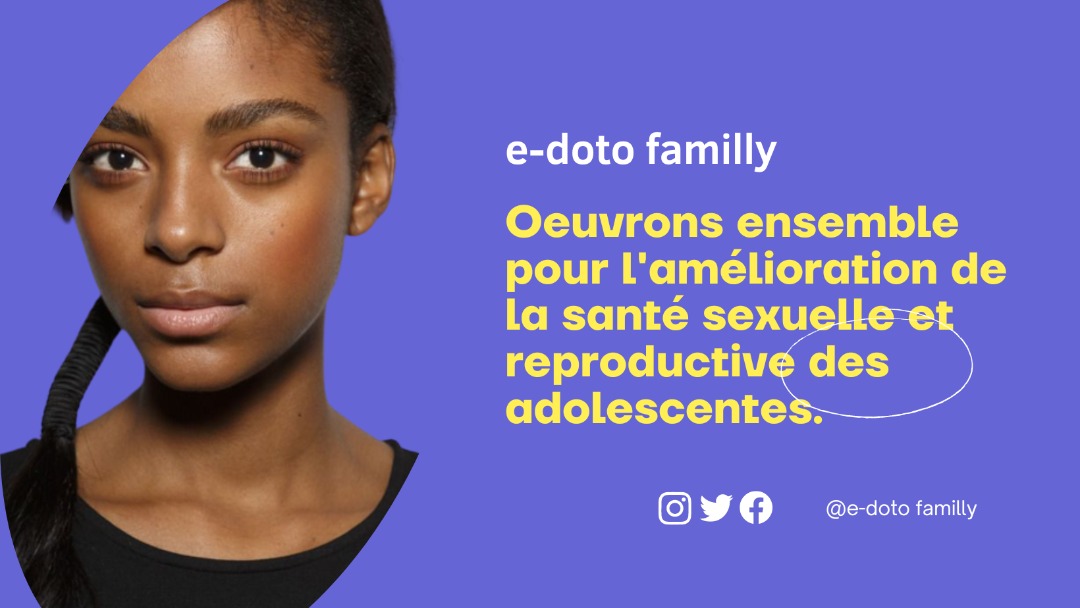 e-doto familly
Oeuvrons ensemble
pour l'amélioration de
la santé sexuelle et
reproductive des
adolescentes.
@e-doto familly